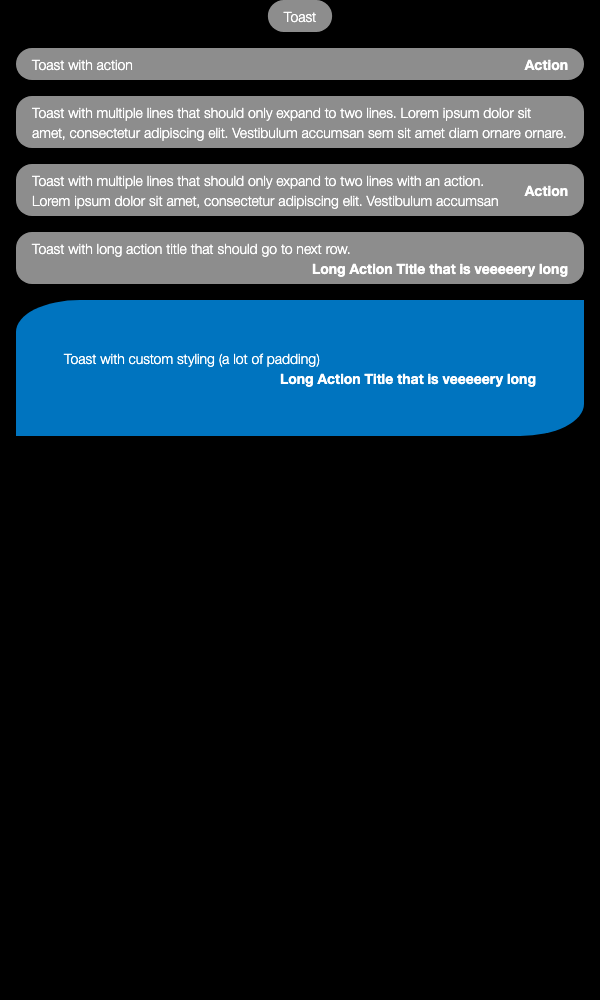 Toast
Toast with action
Action
Toast with multiple lines that should only expand to two lines. Lorem ipsum dolor sit
amet, consectetur adipiscing elit. Vestibulum accumsan sem sit amet diam ornare ornare.
Toast with multiple lines that should only expand to two lines with an action.
Lorem ipsum dolor sit amet, consectetur adipiscing elit. Vestibulum accumsan
Action
Toast with long action title that should go to next row.
Long Action Title that is veeeeery long
Toast with custom styling (a lot of padding)
Long Action Title that is veeeeery long